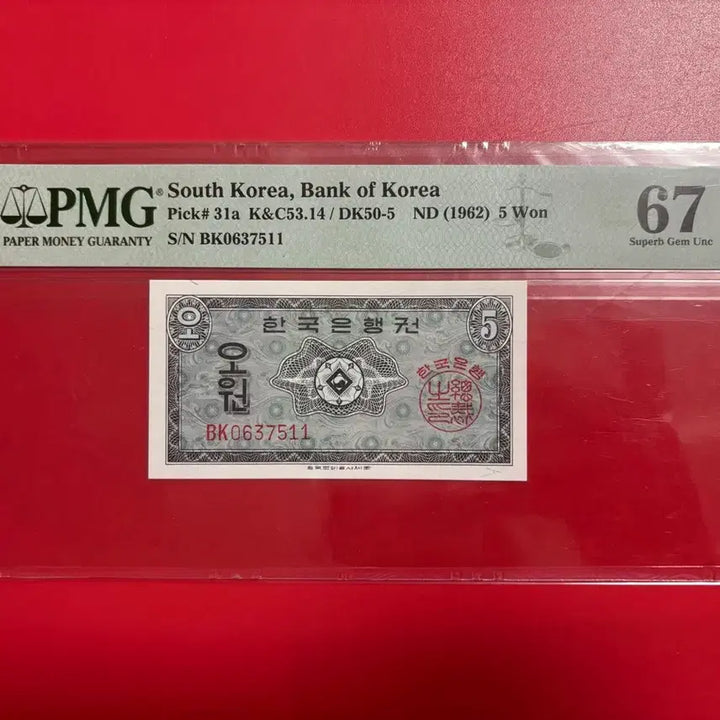 PMG®
PAPER MONEY GUARANTY
South Korea, Bank of Korea
Pick# 31a K&C53.14 / DK50-5 ND (1962) 5 Won
S/N BK0637511
67
Superb Gem Unc
오
한국은행권
5
오원
한국은행
BK0637511